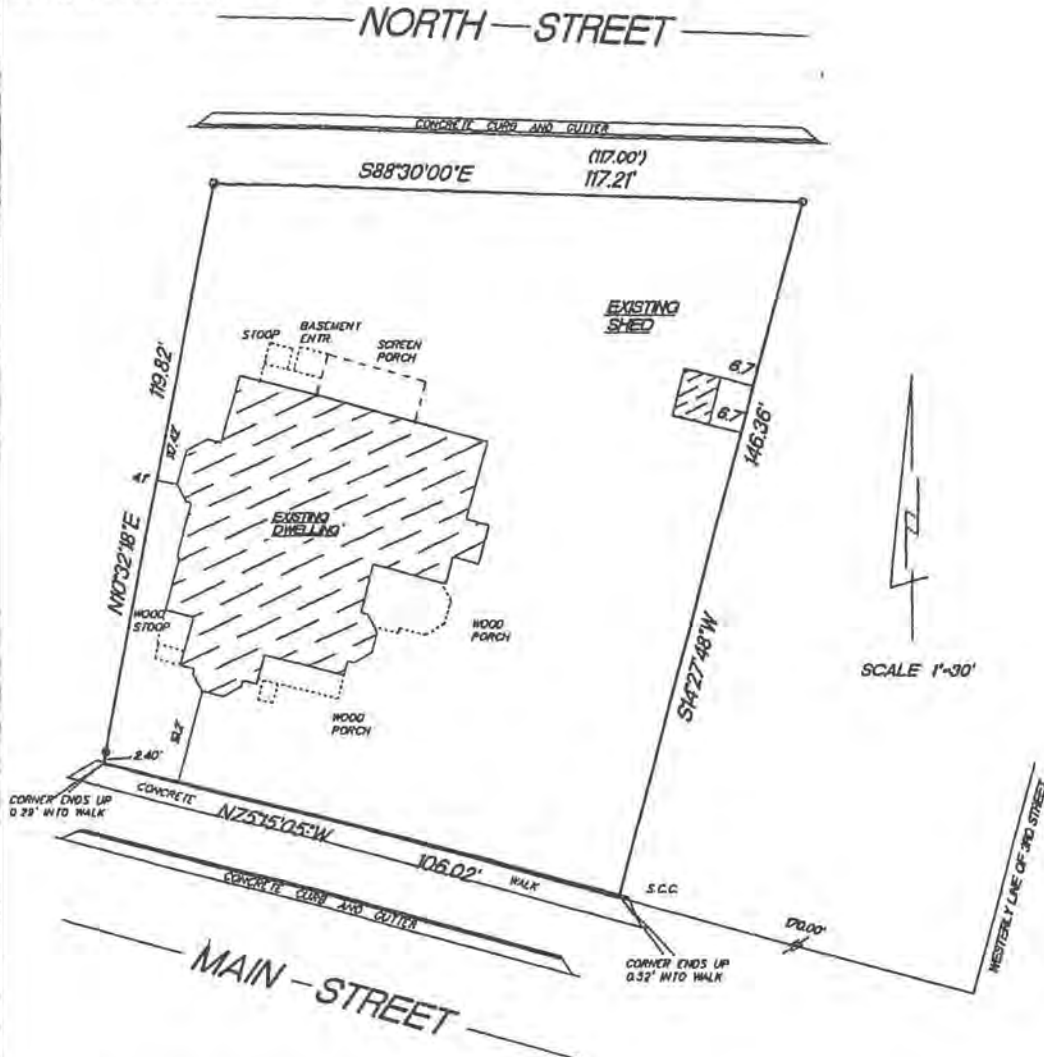 NORTH — STREET
CONCRETE CURB AND GUTTER
(117.00')
S88°30'00"E 117.21'
EXISTING
SHED
STOOP
BASEMENT
ENTR.
SCREEN
PORCH
119.82'
6.7
6.7
146.36'
4.1'
EXISTING
DWELLING
N10°32'18"E
WOOD
STOOP
WOOD
PORCH
SCALE 1"=30'
S14°27'48"W
WOOD
PORCH
2.40'
CORNER ENDS UP
0.29' INTO WALK
CONCRETE
N75°15'05"W
106.02'
WALK
S.C.C.
170.00'
WESTERLY LINE OF 3RD STREET
CONCRETE CURB AND GUTTER
CORNER ENDS UP
0.32' INTO WALK
MAIN — STREET